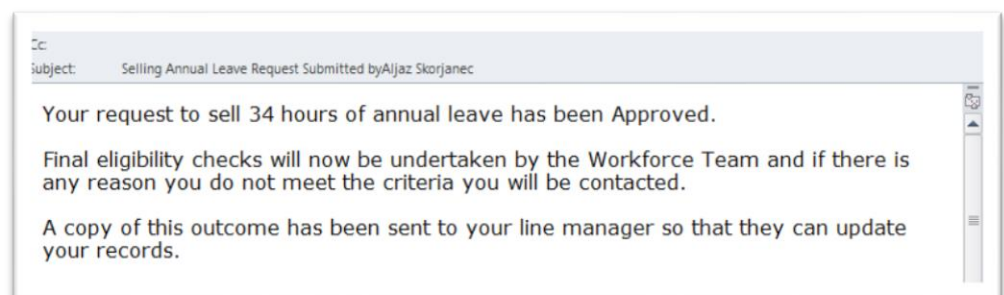 Cc:
Subject: Selling Annual Leave Request Submitted byAljaz Skorjanec
Your request to sell 34 hours of annual leave has been Approved.
Final eligibility checks will now be undertaken by the Workforce Team and if there is
any reason you do not meet the criteria you will be contacted.
A copy of this outcome has been sent to your line manager so that they can update
your records.